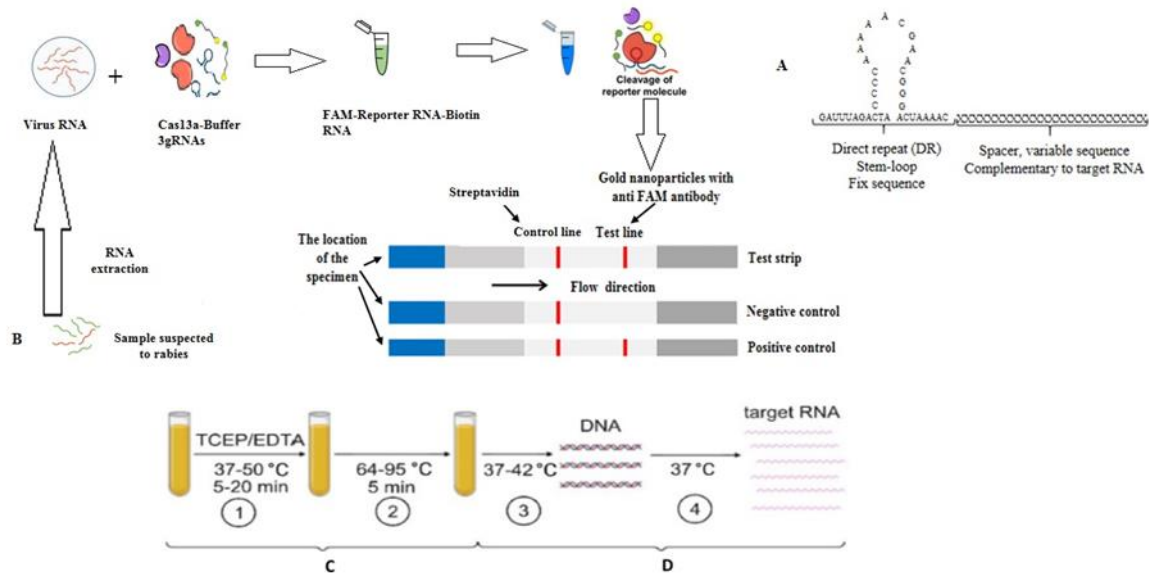 Virus RNA
+
Cas13a-Buffer
3gRNAs
FAM-Reporter RNA-Biotin
RNA
Cleavage of
reporter molecule
A
A A A A A C G A
C C C C A C G G G
GAUUUAGACTA ACUAAAAC
Direct repeat (DR)
Stem-loop
Fix sequence
Spacer, variable sequence
Complementary to target RNA
RNA
extraction
B
Sample suspected
to rabies
Gold nanoparticles with
anti FAM antibody
Streptavidin
Control line
Test line
The location
of the
specimen
Test strip
Flow direction
Negative control
Positive control
TCEP/EDTA
37-50 °C
5-20 min
1
64-95 °C
5 min
2
37-42 °C
3
DNA
37 °C
4
target RNA
C
D